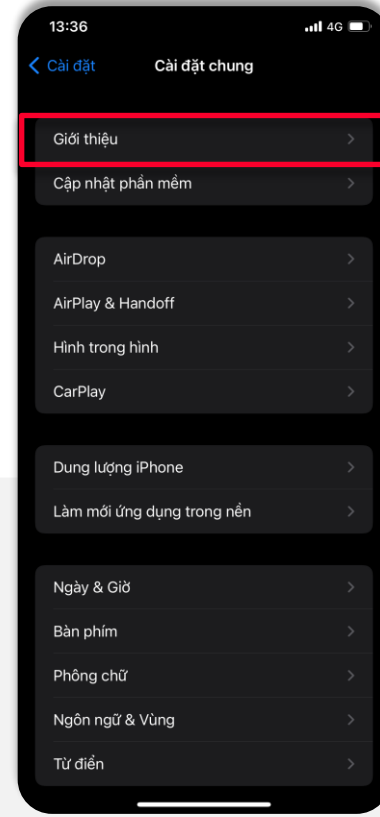 13:36 4G
Cài đặt Cài đặt chung
Giới thiệu
Cập nhật phần mềm
AirDrop
AirPlay & Handoff
Hình trong hình
CarPlay
Dung lượng iPhone
Làm mới ứng dụng trong nền
Ngày & Giờ
Bàn phím
Phông chữ
Ngôn ngữ & Vùng
Từ điển